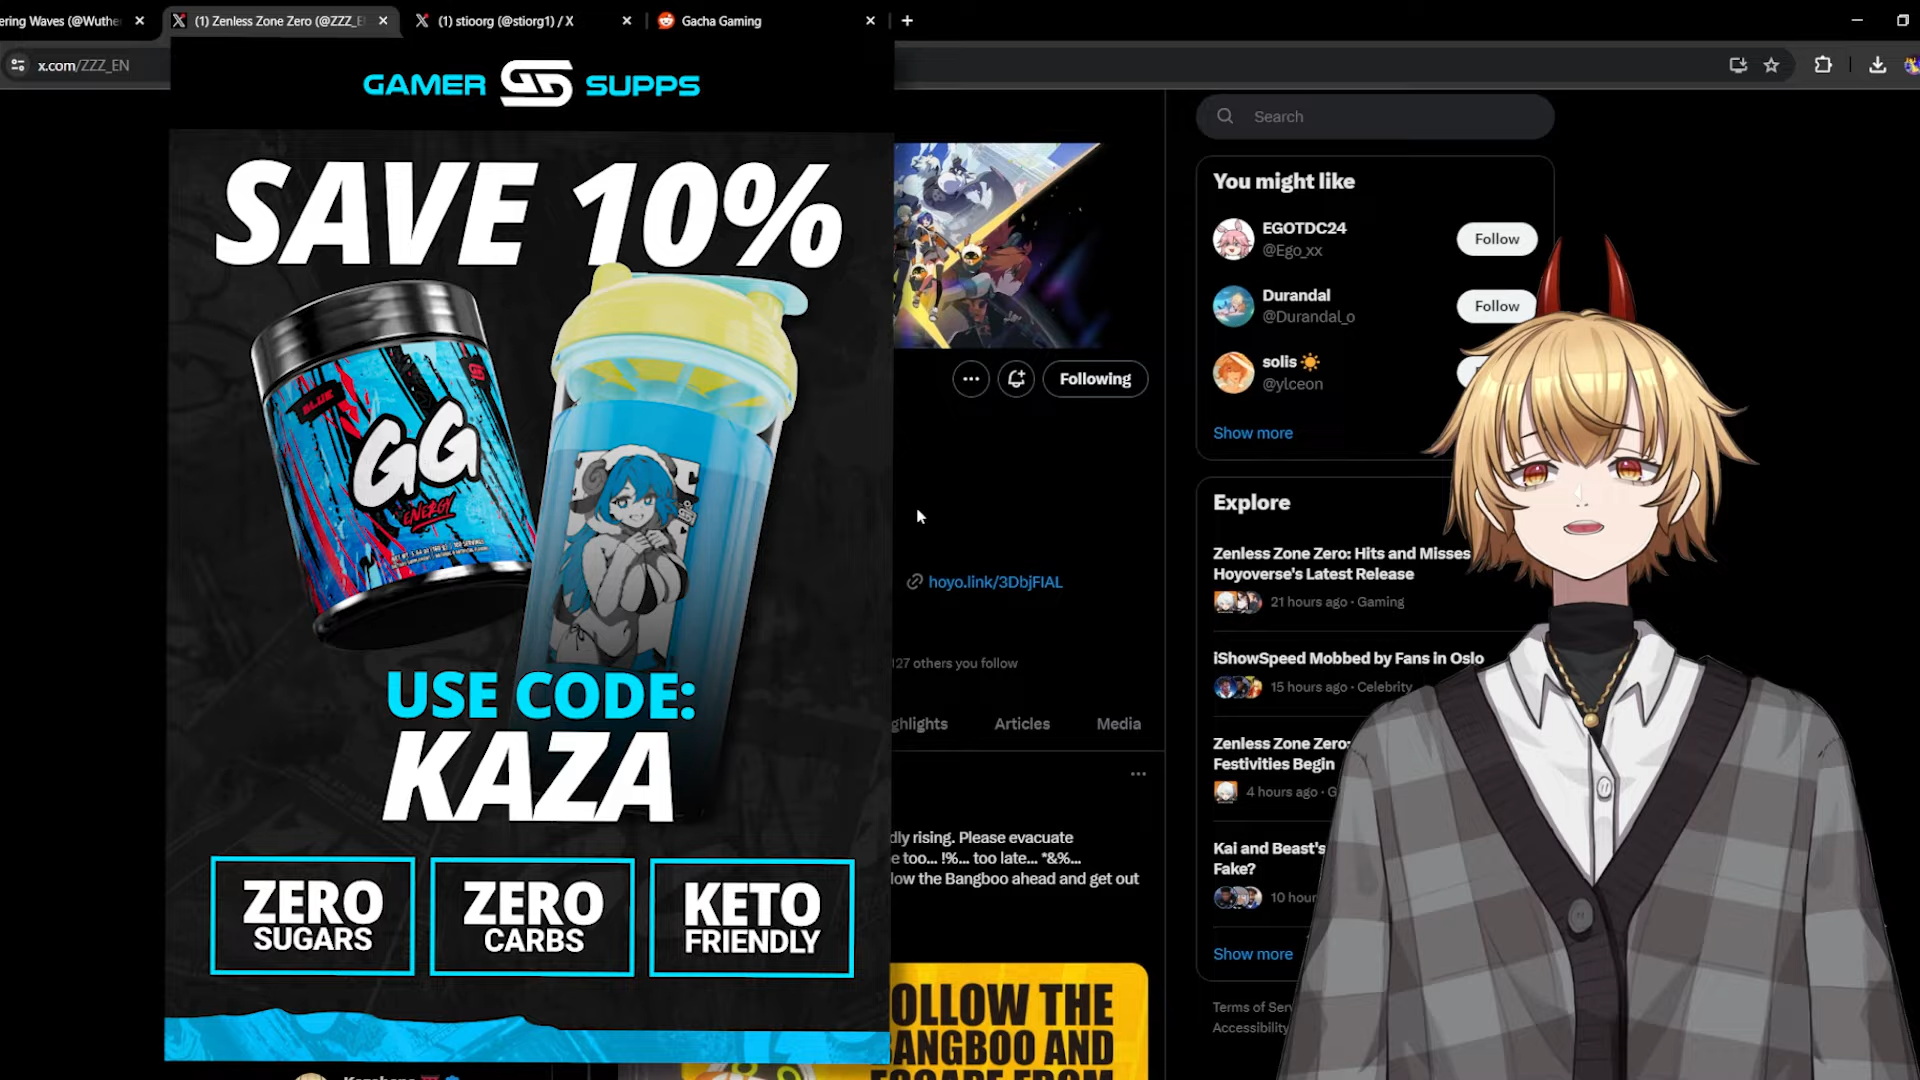 ering Waves (@Wuthe
(1) Zenless Zone Zero (@ZZZ_E
(1) stioorg (@stiorg1) / X
Gacha Gaming
x.com/ZZZ_EN
GAMER SUPPS
SAVE 10%
BLUE
GG
ENERGY
USE CODE:
KAZA
ZERO
SUGARS
ZERO
CARBS
KETO
FRIENDLY
Following
hoyo.link/3DbjFIAL
127 others you follow
ghlights
Articles
Media
dly rising. Please evacuate
e too... !%... too late... *&%...
low the Bangboo ahead and get out
OLLOW THE
BANGBOO AND
ESCAPE FROM
Search
You might like
EGOTDC24
@Ego_xx
Follow
Durandal
@Durandal_o
Follow
solis
@ylceon
Show more
Explore
Zenless Zone Zero: Hits and Misses
Hoyoverse's Latest Release
21 hours ago · Gaming
iShowSpeed Mobbed by Fans in Oslo
15 hours ago · Celebrity
Zenless Zone Zero:
Festivities Begin
4 hours ago · G
Kai and Beast's
Fake?
10 hour
Show more
Terms of Serv
Accessibility